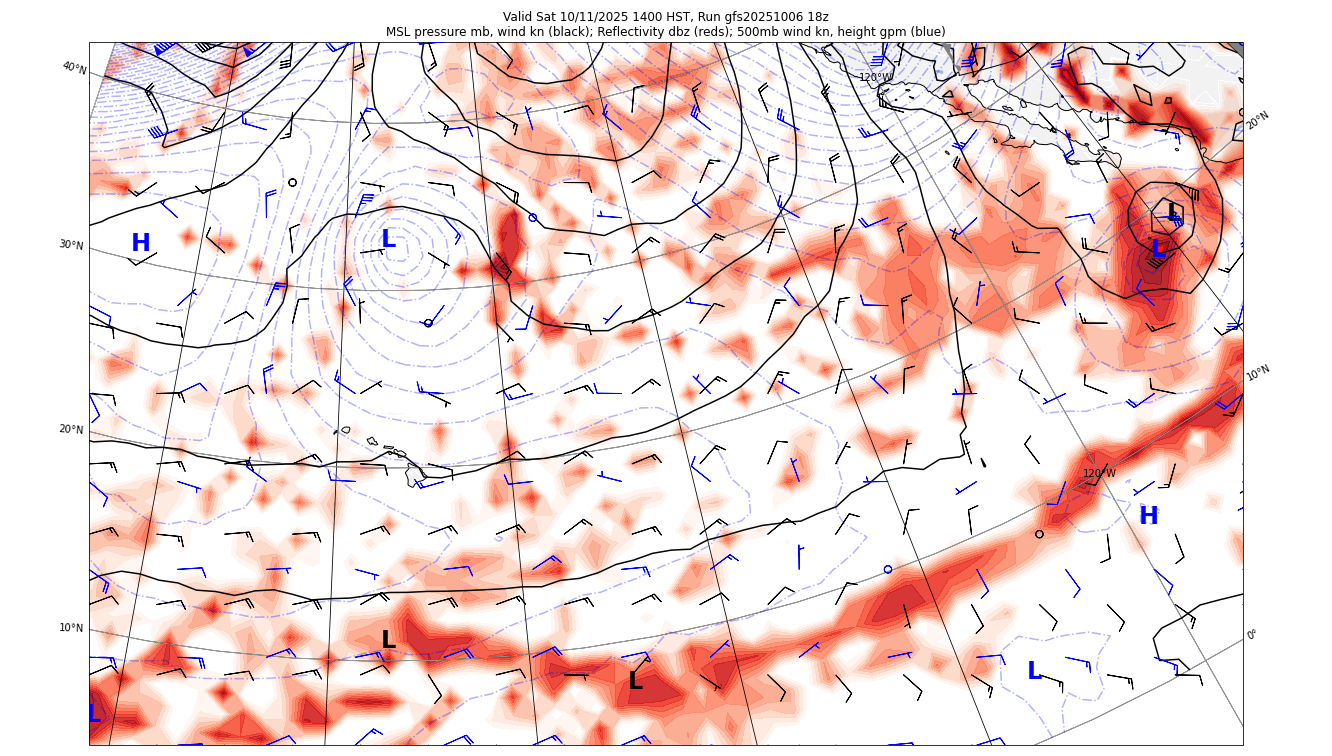 Valid Sat 10/11/2025 1400 HST, Run gfs20251006 18z
MSL pressure mb, wind kn (black); Reflectivity dbz (reds); 500mb wind kn, height gpm (blue)
40°N
120°W
20°N
L
H
L
30°N
L
10°N
20°N
120°W
H
10°N
L
0°
L
L
L